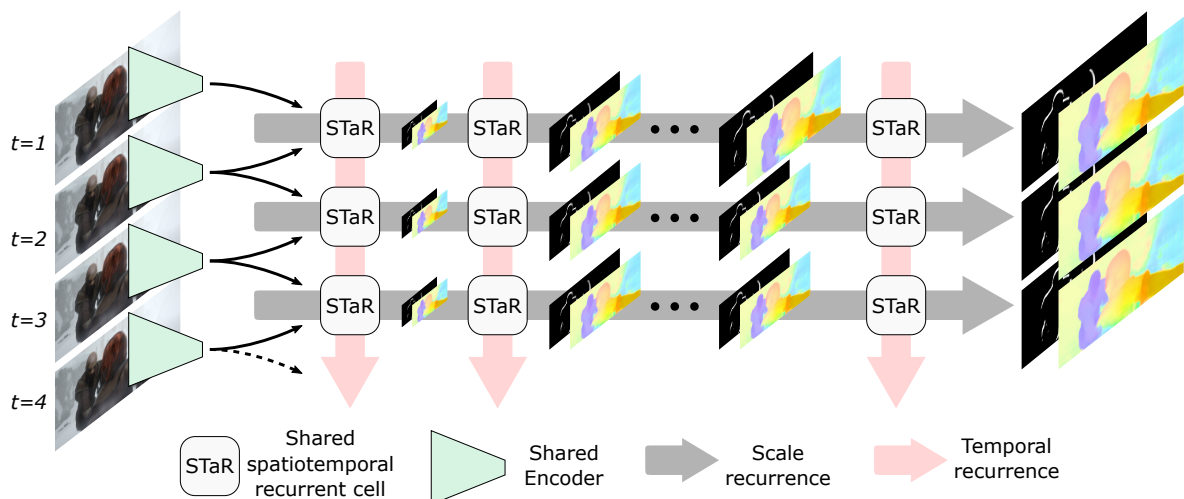 t=1
STaR
STaR
STaR
t=2
STaR
STaR
STaR
t=3
STaR
STaR
STaR
t=4
STaR
Shared
spatiotemporal
recurrent cell
Shared
Encoder
Scale
recurrence
Temporal
recurrence